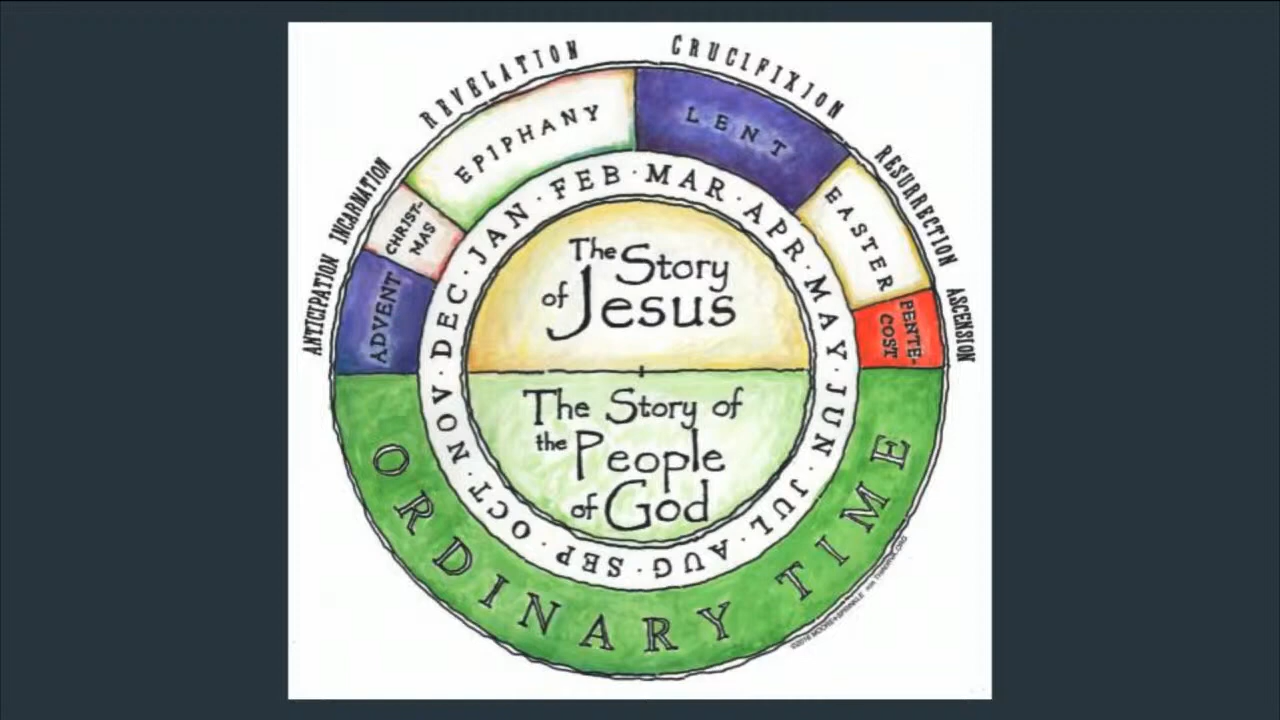 ANTICIPATION
INCARNATION
REVELATION
CRUCIFIXION
RESURRECTION
ASCENSION
ADVENT
CHRIST-
MAS
EPIPHANY
LENT
EASTER
PENTE-
COST
ORDINARY TIME
JAN · FEB · MAR · APR · MAY · JUN · JUL · AUG · SEP · OCT · NOV · DEC ·
The Story
of Jesus
The Story of
the People
of God